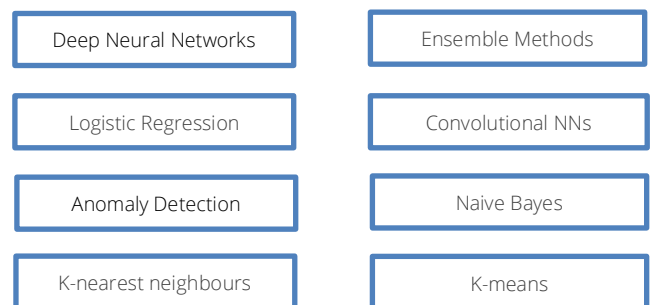 Deep Neural Networks
Ensemble Methods
Logistic Regression
Convolutional NNs
Anomaly Detection
Naive Bayes
K-nearest neighbours
K-means